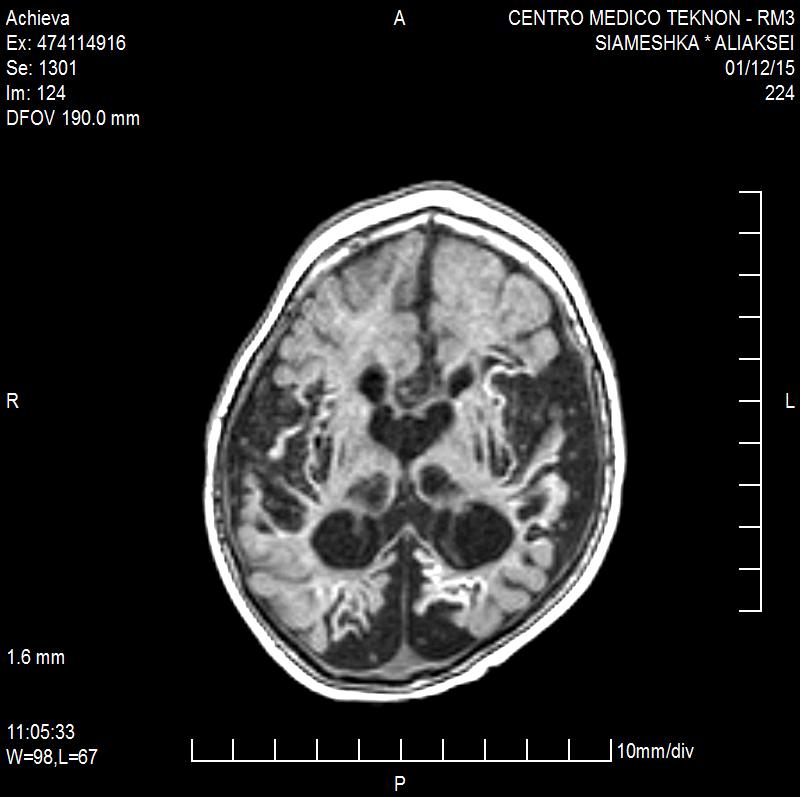 Achieva
Ex: 474114916
Se: 1301
Im: 124
DFOV 190.0 mm
A
CENTRO MEDICO TEKNON - RM3
SIAMESHKA * ALIAKSEI
01/12/15
224
R
L
1.6 mm
11:05:33
W=98,L=67
10mm/div
P